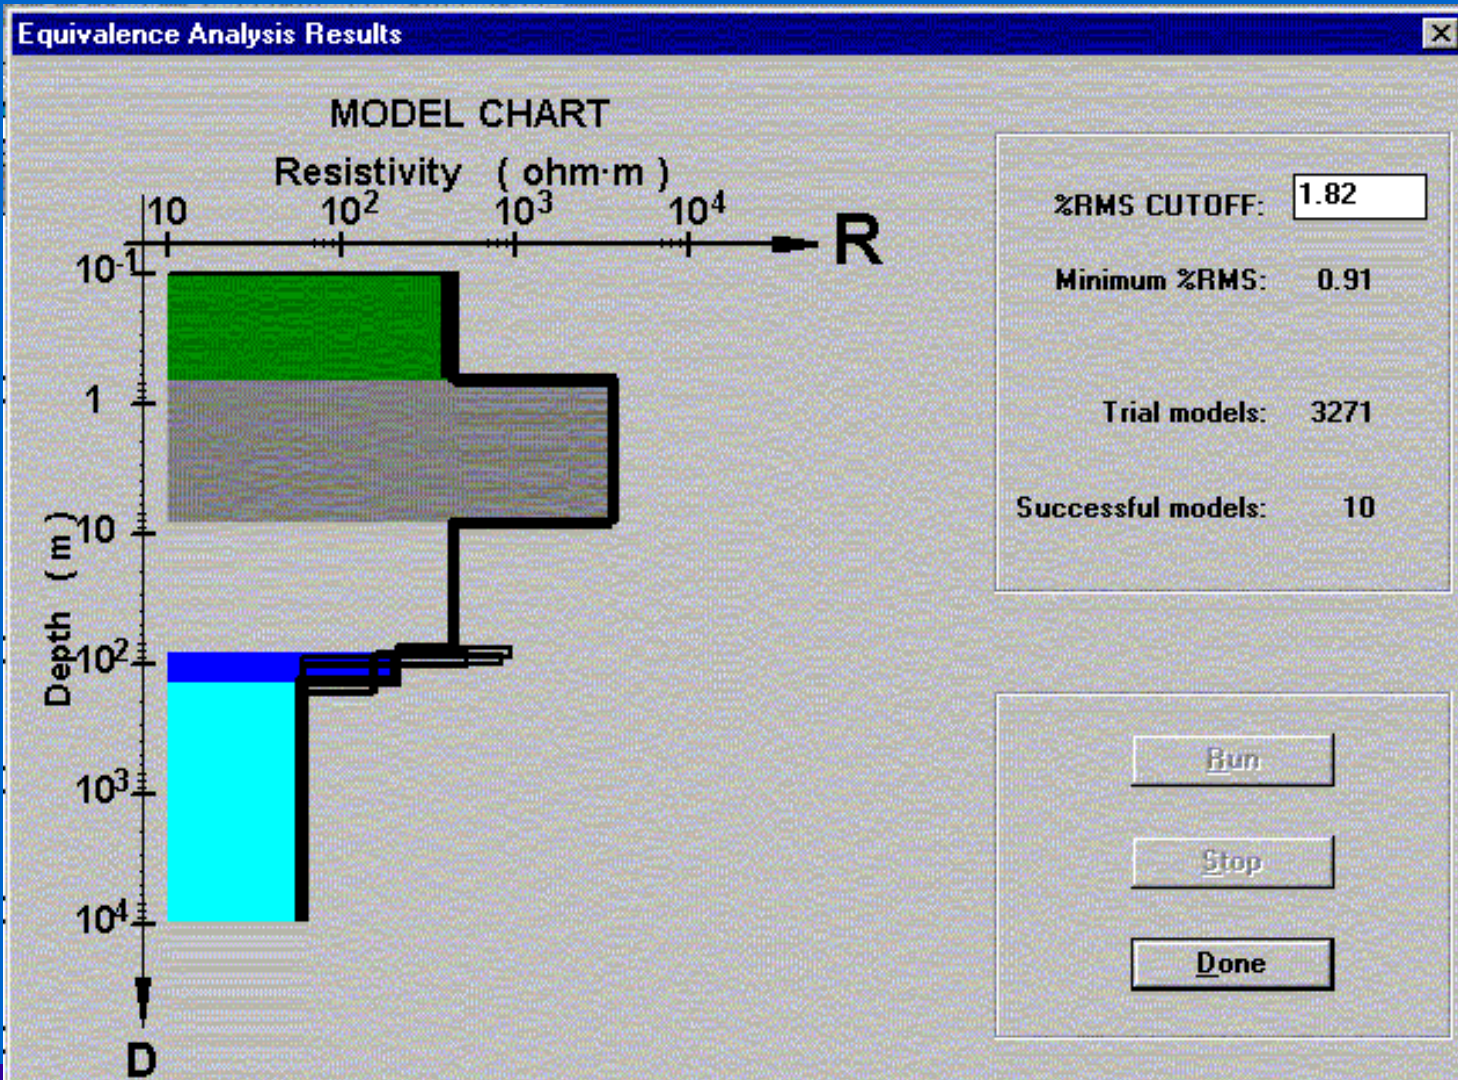 Equivalence Analysis Results
MODEL CHART
Resistivity ( ohm·m )
10 10² 10³ 10⁴
R
10⁻¹
1
10
10²
10³
10⁴
Depth ( m )
D
%RMS CUTOFF: 1.82
Minimum %RMS: 0.91
Trial models: 3271
Successful models: 10
Run
Stop
Done